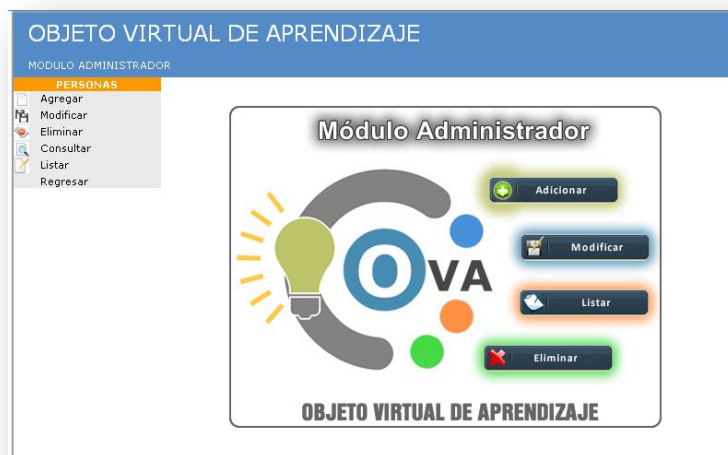 OBJETO VIRTUAL DE APRENDIZAJE
MODULO ADMINISTRADOR
PERSONAS
Agregar
Modificar
Eliminar
Consultar
Listar
Regresar
Módulo Administrador
Adicionar
Modificar
OVA
Listar
Eliminar
OBJETO VIRTUAL DE APRENDIZAJE